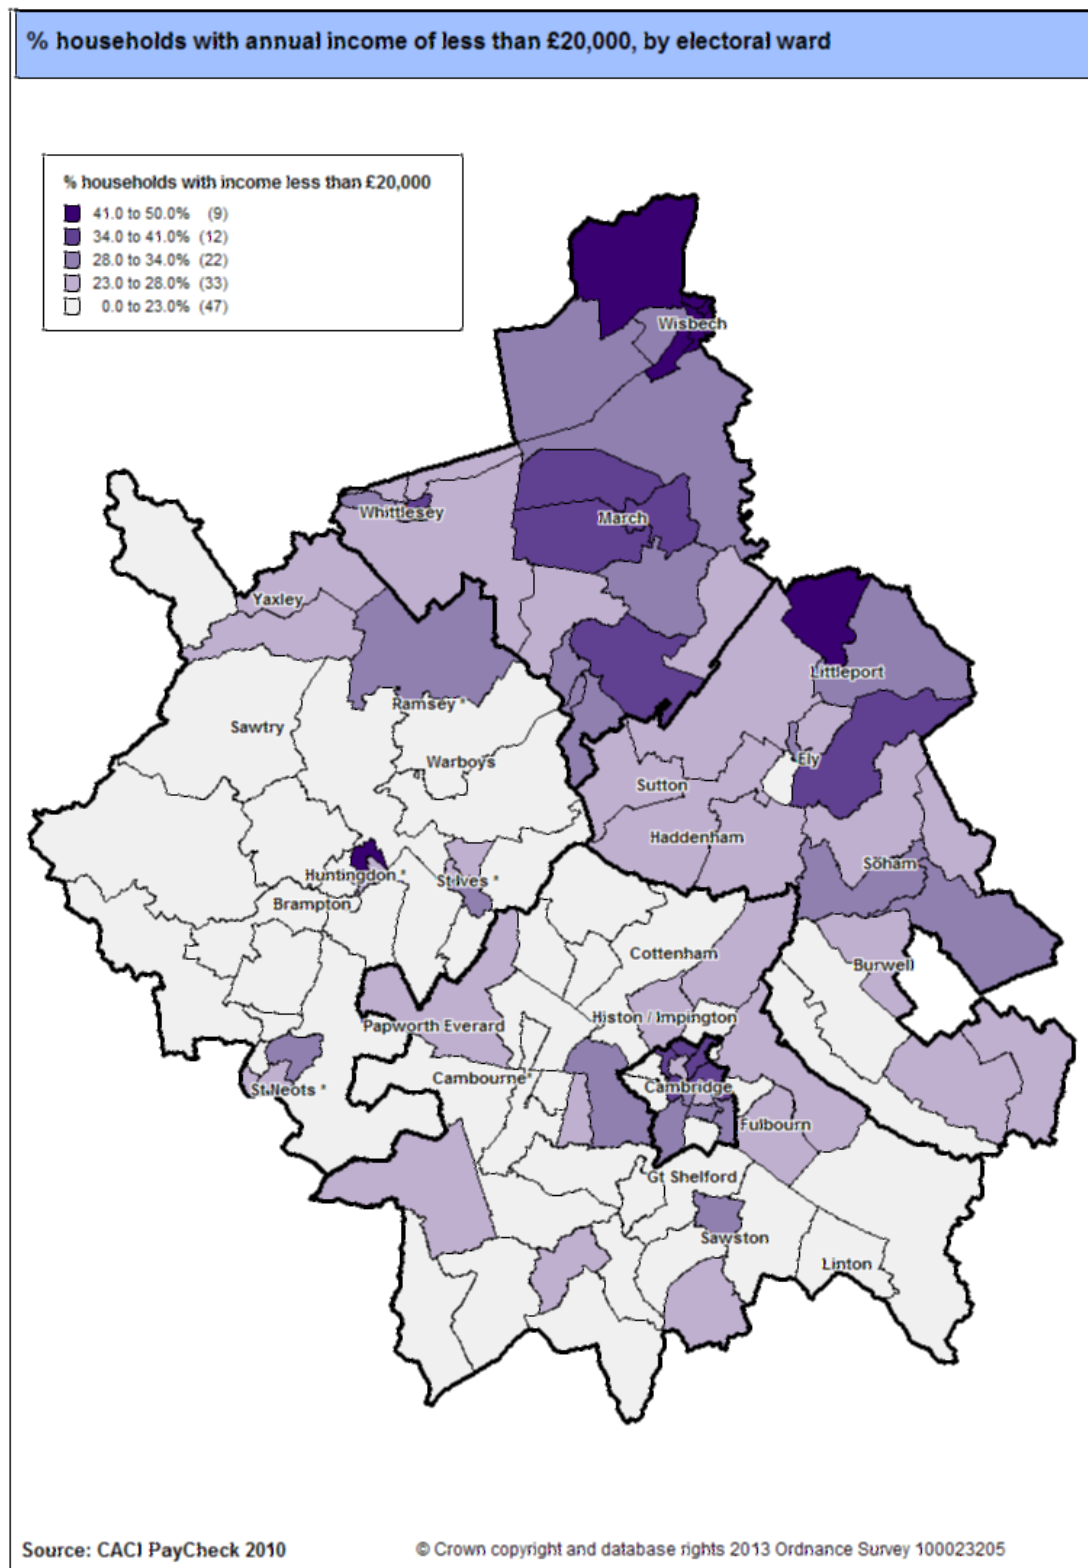 % households with annual income of less than £20,000, by electoral ward
% households with income less than £20,000
41.0 to 50.0% (9)
34.0 to 41.0% (12)
28.0 to 34.0% (22)
23.0 to 28.0% (33)
0.0 to 23.0% (47)
Wisbech
Whittlesey
March
Yaxley
Littleport
Ramsey *
Sawtry
Warboys
Ely
Sutton
Haddenham
Soham
Huntingdon *
St Ives *
Brampton
Cottenham
Burwell
Papworth Everard
Histon / Impington
Cambourne*
Cambridge
St.Neots *
Fulbourn
Gt Shelford
Sawston
Linton
Source: CACI PayCheck 2010
© Crown copyright and database rights 2013 Ordnance Survey 100023205